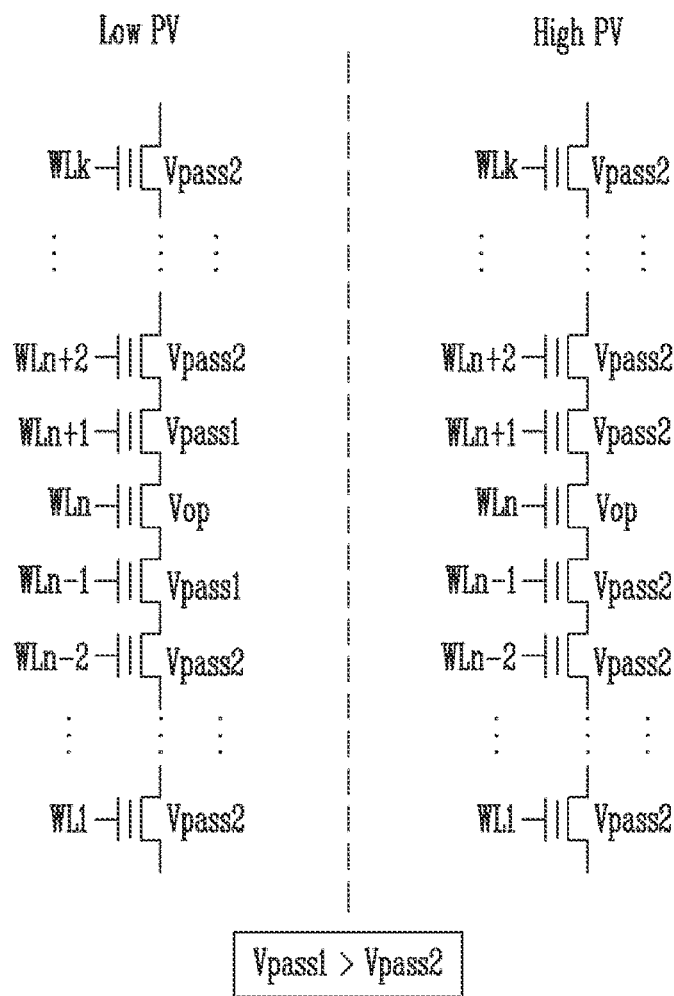 Low PV
High PV
WLk Vpass2
WLk Vpass2
WLn+2 Vpass2
WLn+2 Vpass2
WLn+1 Vpass1
WLn+1 Vpass2
WLn Vop
WLn Vop
WLn-1 Vpass1
WLn-1 Vpass2
WLn-2 Vpass2
WLn-2 Vpass2
WL1 Vpass2
WL1 Vpass2
Vpass1 > Vpass2